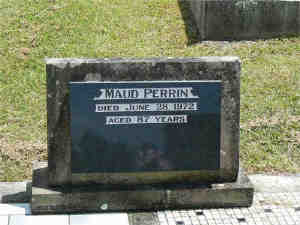 MAUD PERRIN
DIED JUNE 28 1972
AGED 87 YEARS